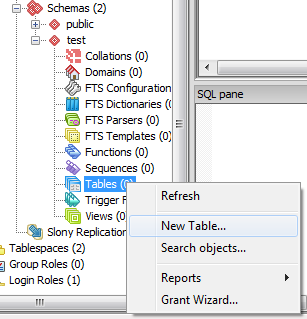 Schemas (2)
public
test
Collations (0)
Domains (0)
FTS Configuration
FTS Dictionaries (0)
FTS Parsers (0)
FTS Templates (0)
Functions (0)
Sequences (0)
Tables (0)
Trigger F
Views (0)
Slony Replication
Tablespaces (2)
Group Roles (0)
Login Roles (1)
SQL pane
Refresh
New Table...
Search objects...
Reports
Grant Wizard...